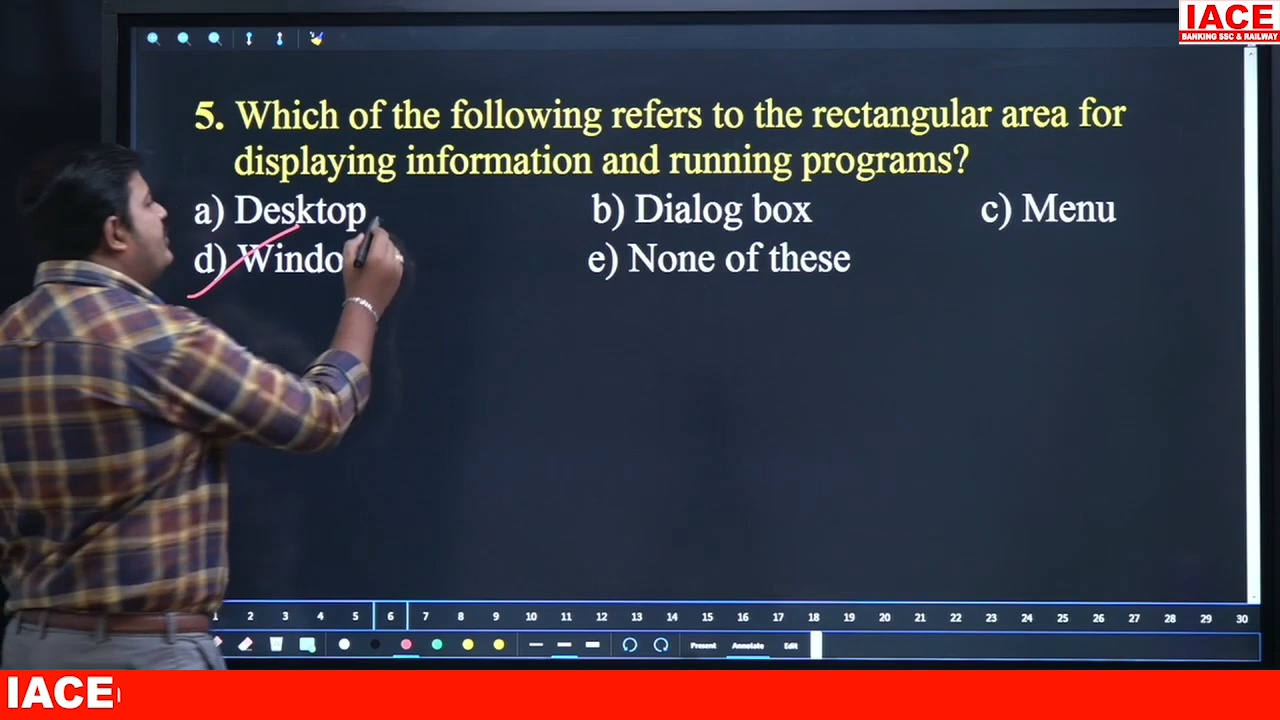 IACE
BANKING SSC & RAILWAY
5. Which of the following refers to the rectangular area for
displaying information and running programs?
a) Desktop b) Dialog box c) Menu
d) Windo e) None of these
1 2 3 4 5 6 7 8 9 10 11 12 13 14 15 16 17 18 19 20 21 22 23 24 25 26 27 28 29 30
Present Annotate Edit
IACE